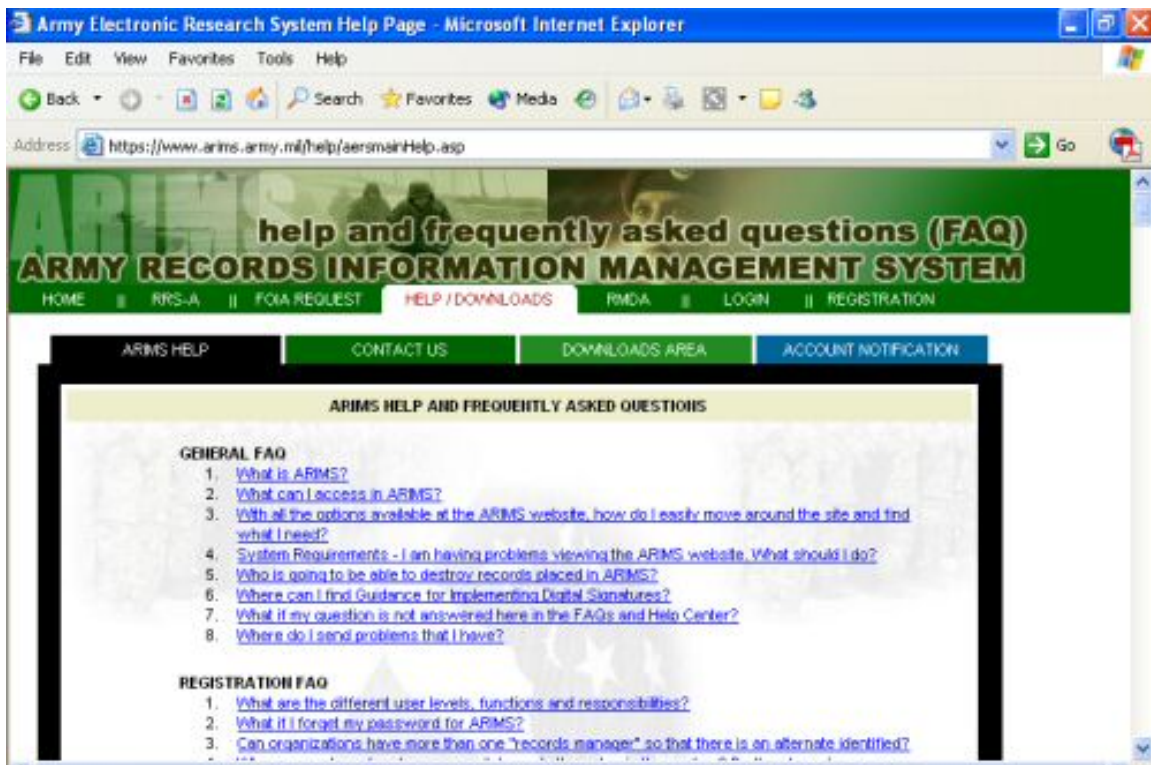 Army Electronic Research System Help Page - Microsoft Internet Explorer
File Edit View Favorites Tools Help
Back Search Favorites Media
Address https://www.arims.army.mil/help/aersmainHelp.asp Go
ARIMS
help and frequently asked questions (FAQ)
ARMY RECORDS INFORMATION MANAGEMENT SYSTEM
HOME || RRS-A || FOIA REQUEST HELP / DOWNLOADS RMDA || LOGIN || REGISTRATION
ARIMS HELP CONTACT US DOWNLOADS AREA ACCOUNT NOTIFICATION
ARIMS HELP AND FREQUENTLY ASKED QUESTIONS
GENERAL FAQ
1. What is ARIMS?
2. What can I access in ARIMS?
3. With all the options available at the ARIMS website, how do I easily move around the site and find
what I need?
4. System Requirements - I am having problems viewing the ARIMS website. What should I do?
5. Who is going to be able to destroy records placed in ARIMS?
6. Where can I find Guidance for Implementing Digital Signatures?
7. What if my question is not answered here in the FAQs and Help Center?
8. Where do I send problems that I have?
REGISTRATION FAQ
1. What are the different user levels, functions and responsibilities?
2. What if I forget my password for ARIMS?
3. Can organizations have more than one "records manager" so that there is an alternate identified?